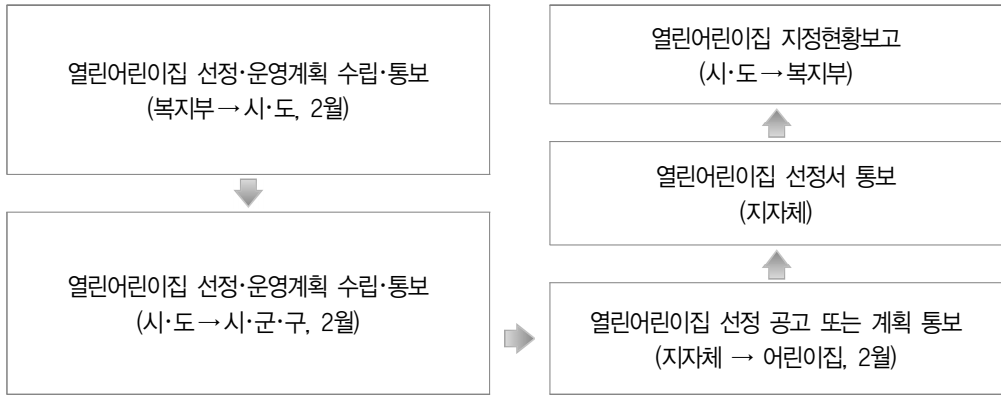 열린어린이집 선정·운영계획 수립·통보
(복지부→시·도, 2월)
열린어린이집 선정·운영계획 수립·통보
(시·도→시·군·구, 2월)
열린어린이집 선정 공고 또는 계획 통보
(지자체 → 어린이집, 2월)
열린어린이집 선정서 통보
(지자체)
열린어린이집 지정현황보고
(시·도→복지부)